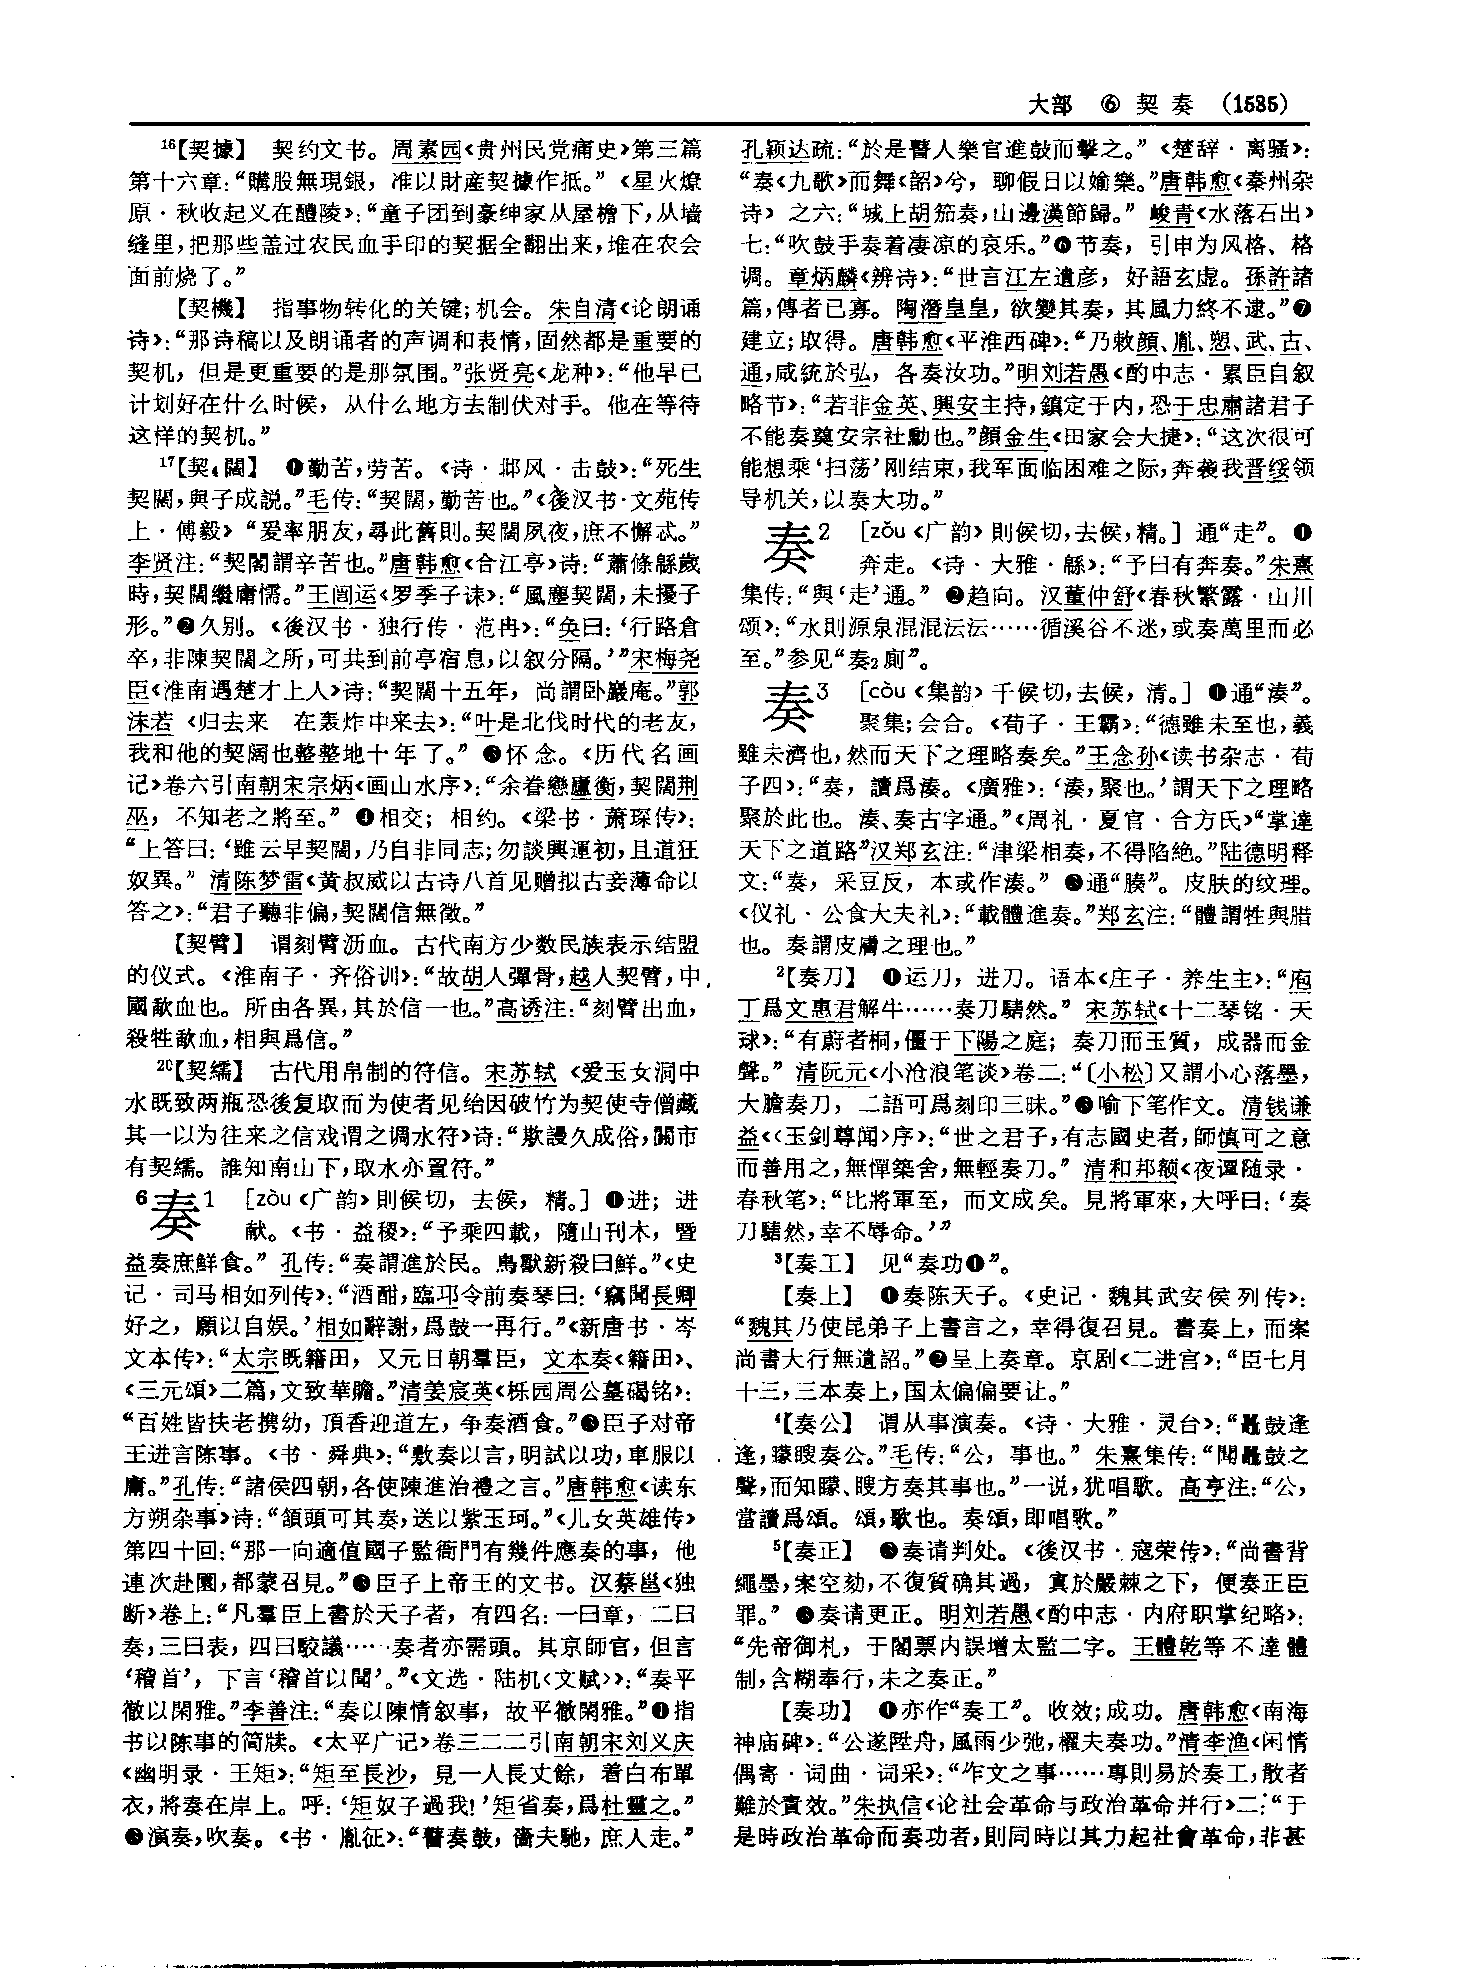 大部 ⑥ 契 奏 (1535)
¹⁶【契據】 契约文书。周素园《贵州民党痛史》第三篇
第十六章：“購股無現銀，准以財産契據作抵。”《星火燎
原·秋收起义在醴陵》：“童子团到豪绅家从屋檐下，从墙
缝里，把那些盖过农民血手印的契据全翻出来，堆在农会
面前烧了。”
【契機】 指事物转化的关键；机会。朱自清《论朗诵
诗》：“那诗稿以及朗诵者的声调和表情，固然都是重要的
契机，但是更重要的是那氛围。”张贤亮《龙种》：“他早已
计划好在什么时候，从什么地方去制伏对手。他在等待
这样的契机。”
¹⁷【契₄闊】 ❶勤苦，劳苦。《诗·邶风·击鼓》：“死生
契闊，與子成説。”毛传：“契闊，勤苦也。”《後汉书·文苑传
上·傅毅》“爰率朋友，尋此舊則。契闊夙夜，庶不懈忒。”
李贤注：“契闊謂辛苦也。”唐韩愈《合江亭》诗：“蕭條緜歲
時，契闊繼庸懦。”王闿运《罗季子诔》：“風塵契闊，未擾子
形。”❷久别。《後汉书·独行传·范冉》：“奂曰：‘行路倉
卒，非陳契闊之所，可共到前亭宿息，以叙分隔。’”宋梅尧
臣《淮南遇楚才上人》诗：“契闊十五年，尚謂卧巖庵。”郭
沫若《归去来 在轰炸中来去》：“叶是北伐时代的老友，
我和他的契阔也整整地十年了。”❸怀念。《历代名画
记》卷六引南朝宋宗炳《画山水序》：“余眷戀廬衡，契闊荆
巫，不知老之將至。”❹相交；相约。《梁书·萧琛传》：
“上答曰：‘雖云早契闊，乃自非同志；勿談興運初，且道狂
奴異。”清陈梦雷《黄叔威以古诗八首见赠拟古妾薄命以
答之》：“君子聽非偏，契闊信無徵。”
【契臂】 谓刻臂沥血。古代南方少数民族表示结盟
的仪式。《淮南子·齐俗训》：“故胡人彈骨，越人契臂，中
國歃血也。所由各異，其於信一也。”高诱注：“刻臂出血，
殺牲歃血，相與爲信。”
²⁰【契繻】 古代用帛制的符信。宋苏轼《爱玉女洞中
水既致两瓶恐後复取而为使者见绐因破竹为契使寺僧藏
其一以为往来之信戏谓之调水符》诗：“欺謾久成俗，關市
有契繻。誰知南山下，取水亦置符。”
6奏1 [zòu《广韵》則候切，去候，精。] ❶进；进
献。《书·益稷》：“予乘四載，隨山刊木，暨
益奏庶鮮食。”孔传：“奏謂進於民。鳥獸新殺曰鮮。”《史
记·司马相如列传》：“酒酣，臨邛令前奏琴曰：‘竊聞長卿
好之，願以自娱。’相如辭謝，爲鼓一再行。”《新唐书·岑
文本传》：“太宗既籍田，又元日朝羣臣，文本奏《籍田》、
《三元頌》二篇，文致華贍。”清姜宸英《栎园周公墓碣铭》：
“百姓皆扶老携幼，頂香迎道左，争奏酒食。”❷臣子对帝
王进言陈事。《书·舜典》：“敷奏以言，明試以功，車服以
庸。”孔传：“諸侯四朝，各使陳進治禮之言。”唐韩愈《读东
方朔杂事》诗：“頷頭可其奏，送以紫玉珂。”《儿女英雄传》
第四十回：“那一向適值國子監衙門有幾件應奏的事，他
連次赴園，都蒙召見。”❸臣子上帝王的文书。汉蔡邕《独
断》卷上：“凡羣臣上書於天子者，有四名：一曰章，二曰
奏，三曰表，四曰駁議……奏者亦需頭。其京師官，但言
‘稽首’，下言‘稽首以聞’。”《文选·陆机〈文赋〉》：“奏平
徹以閑雅。”李善注：“奏以陳情叙事，故平徹閑雅。”❹指
书以陈事的简牍。《太平广记》卷三二二引南朝宋刘义庆
《幽明录·王矩》：“矩至長沙，見一人長丈餘，着白布單
衣，將奏在岸上。呼：‘矩奴子過我！’矩省奏，爲杜靈之。”
❺演奏，吹奏。《书·胤征》：“瞽奏鼓，嗇夫馳，庶人走。”
孔颖达疏：“於是瞽人樂官進鼓而擊之。”《楚辞·离骚》：
“奏《九歌》而舞《韶》兮，聊假日以媮樂。”唐韩愈《秦州杂
诗》之六：“城上胡笳奏，山邊漢節歸。”峻青《水落石出》
七：“吹鼓手奏着凄凉的哀乐。”❻节奏，引申为风格、格
调。章炳麟《辨诗》：“世言江左遺彦，好語玄虚。孫許諸
篇，傳者已寡。陶潛皇皇，欲變其奏，其風力終不逮。”❼
建立；取得。唐韩愈《平淮西碑》：“乃敕顔、胤、愬、武、古、
通，咸統於弘，各奏汝功。”明刘若愚《酌中志·累臣自叙
略节》：“若非金英、興安主持，鎮定于内，恐于忠肅諸君子
不能奏奠安宗社勳也。”顏金生《田家会大捷》：“这次很可
能想乘‘扫荡’刚结束，我军面临困难之际，奔袭我晋绥领
导机关，以奏大功。”
奏2 [zǒu《广韵》則候切，去候，精。] 通“走”。❶
奔走。《诗·大雅·緜》：“予曰有奔奏。”朱熹
集传：“與‘走’通。”❷趋向。汉董仲舒《春秋繁露·山川
颂》：“水則源泉混混沄沄……循溪谷不迷，或奏萬里而必
至。”参见“奏₂厠”。
奏3 [còu《集韵》千候切，去候，清。] ❶通“湊”。
聚集；会合。《荀子·王霸》：“德雖未至也，義
雖未濟也，然而天下之理略奏矣。”王念孙《读书杂志·荀
子四》：“奏，讀爲湊。《廣雅》：‘湊，聚也。’謂天下之理略
聚於此也。湊、奏古字通。”《周礼·夏官·合方氏》“掌達
天下之道路”汉郑玄注：“津梁相奏，不得陷絶。”陆德明释
文：“奏，采豆反，本或作湊。”❷通“腠”。皮肤的纹理。
《仪礼·公食大夫礼》：“載體進奏。”郑玄注：“體謂牲與腊
也。奏謂皮膚之理也。”
²【奏刀】 ❶运刀，进刀。语本《庄子·养生主》：“庖
丁爲文惠君解牛……奏刀騞然。”宋苏轼《十二琴铭·天
球》：“有蔚者桐，僵于下陽之庭；奏刀而玉質，成器而金
聲。”清阮元《小沧浪笔谈》卷二：“〔小松〕又謂小心落墨，
大膽奏刀，二語可爲刻印三昧。”❷喻下笔作文。清钱谦
益《〈玉剑尊闻〉序》：“世之君子，有志國史者，師慎可之意
而善用之，無憚築舍，無輕奏刀。”清和邦额《夜谭随录·
春秋笔》：“比將軍至，而文成矣。見將軍來，大呼曰：‘奏
刀騞然，幸不辱命。’”
³【奏工】 见“奏功❶”。
【奏上】 ❶奏陈天子。《史记·魏其武安侯列传》：
“魏其乃使昆弟子上書言之，幸得復召見。書奏上，而案
尚書大行無遺詔。”❷呈上奏章。京剧《二进宫》：“臣七月
十三，三本奏上，国太偏偏要让。”
⁴【奏公】 谓从事演奏。《诗·大雅·灵台》：“鼉鼓逢
逢，矇瞍奏公。”毛传：“公，事也。”朱熹集传：“聞鼉鼓之
聲，而知矇、瞍方奏其事也。”一说，犹唱歌。高亨注：“公，
當讀爲頌。頌，歌也。奏頌，即唱歌。”
⁵【奏正】 ❶奏请判处。《後汉书·寇荣传》：“尚書背
繩墨，案空劾，不復質确其過，寘於嚴棘之下，便奏正臣
罪。”❷奏请更正。明刘若愚《酌中志·内府职掌纪略》：
“先帝御札，于閣票内誤增太監二字。王體乾等不達體
制，含糊奉行，未之奏正。”
【奏功】 ❶亦作“奏工”。收效；成功。唐韩愈《南海
神庙碑》：“公遂陞舟，風雨少弛，櫂夫奏功。”清李渔《闲情
偶寄·词曲·词采》：“作文之事……專則易於奏工，散者
難於責效。”朱执信《论社会革命与政治革命并行》二：“于
是時政治革命而奏功者，則同時以其力起社會革命，非甚